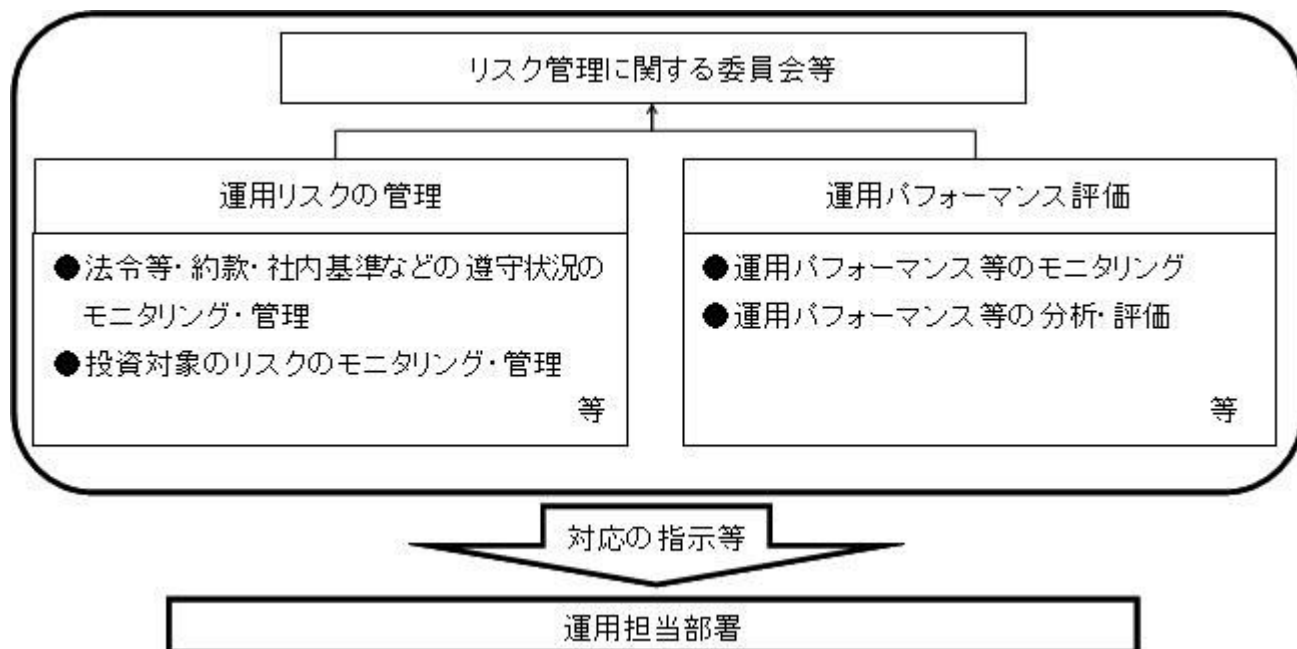 リスク管理に関する委員会等
運用リスクの管理
●法令等・約款・社内基準などの遵守状況の
モニタリング・管理
●投資対象のリスクのモニタリング・管理
等
運用パフォーマンス評価
●運用パフォーマンス等のモニタリング
●運用パフォーマンス等の分析・評価
等
対応の指示等
運用担当部署